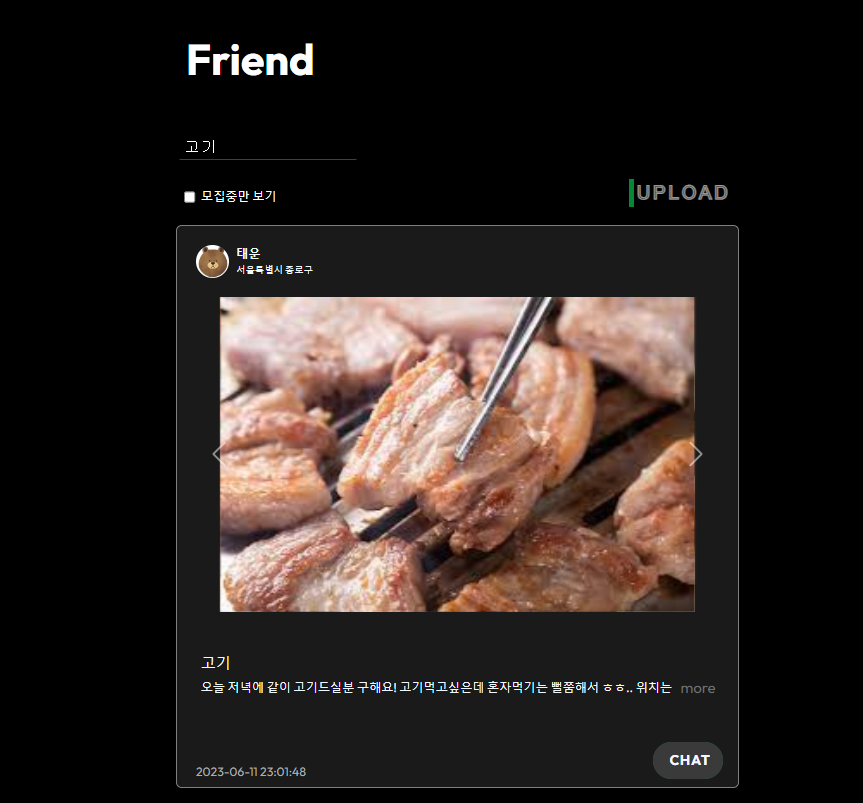 Friend
고기
모집중만 보기
UPLOAD
태운
서울특별시 종로구
고기
오늘 저녁에 같이 고기드실분 구해요! 고기먹고싶은데 혼자먹기는 뻘쭘해서 ㅎㅎ.. 위치는 more
CHAT
2023-06-11 23:01:48